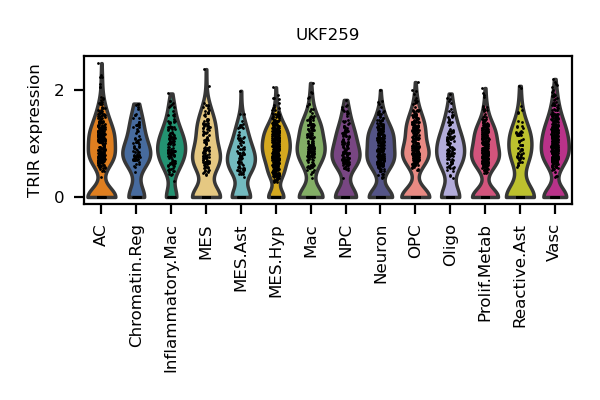 UKF259
TRIR expression
2
0
AC
Chromatin.Reg
Inflammatory.Mac
MES
MES.Ast
MES.Hyp
Mac
NPC
Neuron
OPC
Oligo
Prolif.Metab
Reactive.Ast
Vasc